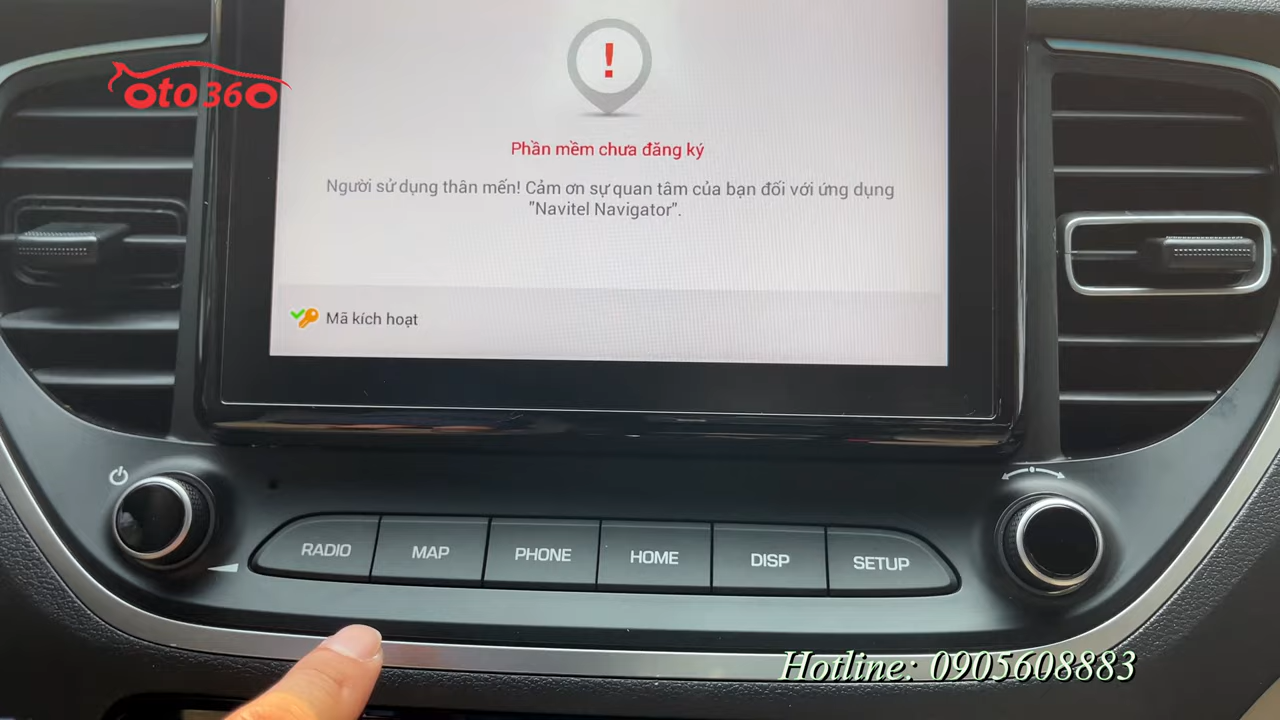 oto360
!
Phần mềm chưa đăng ký
Người sử dụng thân mến! Cảm ơn sự quan tâm của bạn đối với ứng dụng
"Navitel Navigator".
Mã kích hoạt
RADIO MAP PHONE HOME DISP SETUP
Hotline: 0905608883